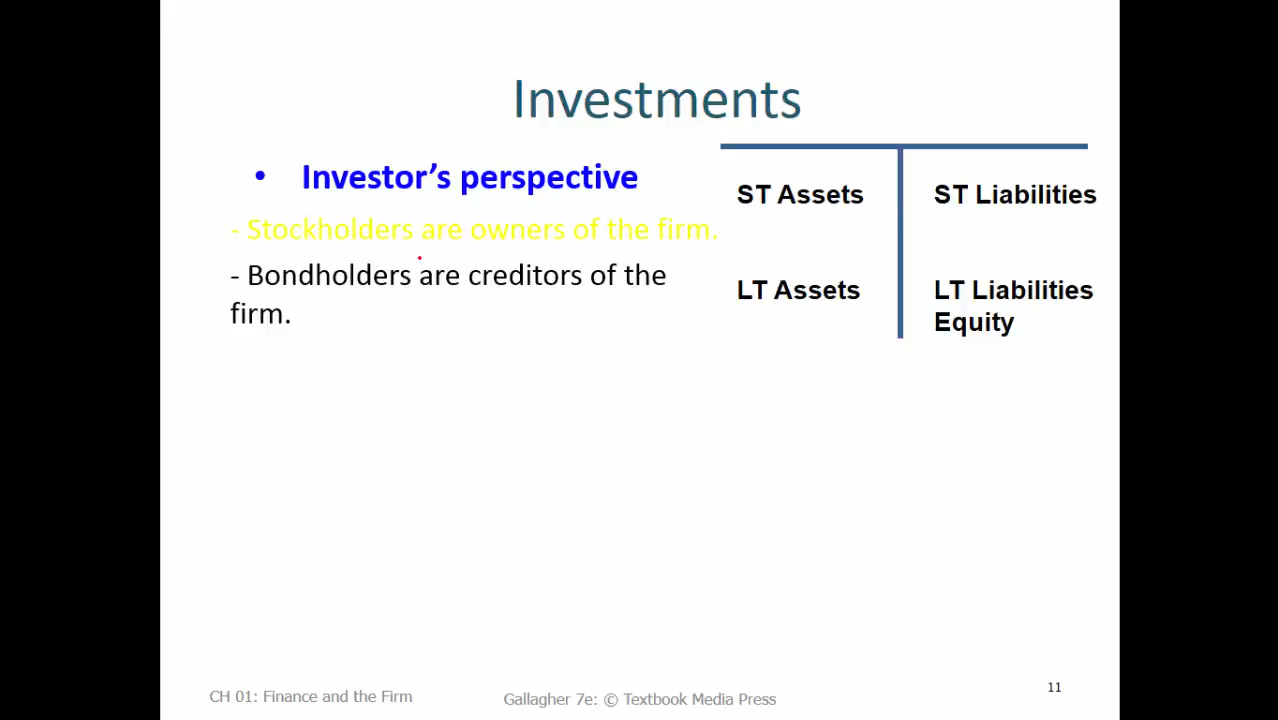 Investments
• Investor’s perspective
- Stockholders are owners of the firm.
- Bondholders are creditors of the
firm.
ST Assets
ST Liabilities
LT Assets
LT Liabilities
Equity
CH 01: Finance and the Firm
Gallagher 7e: © Textbook Media Press
11